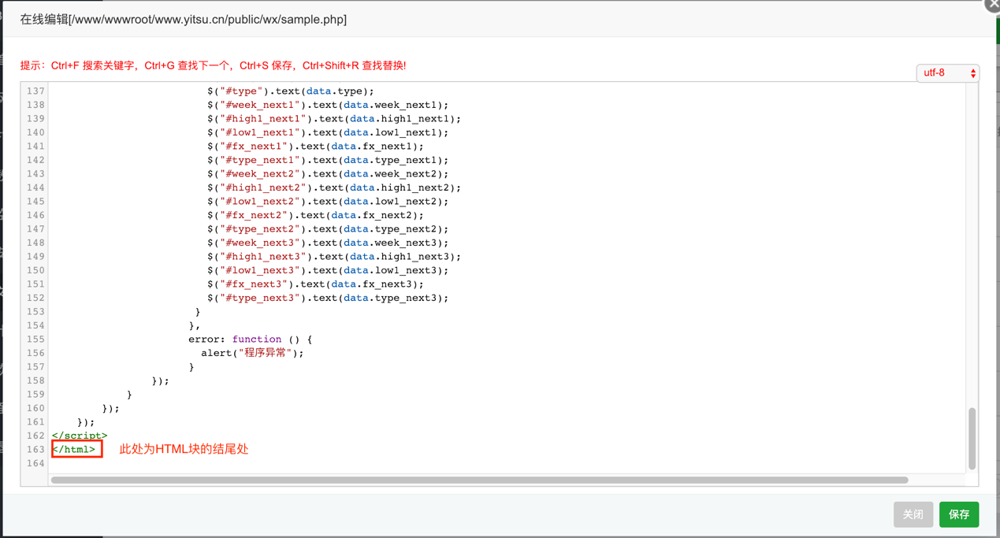 在线编辑[/www/wwwroot/www.yitsu.cn/public/wx/sample.php]
提示：Ctrl+F 搜索关键字，Ctrl+G 查找下一个，Ctrl+S 保存，Ctrl+Shift+R 查找替换!
utf-8
137 $("#type").text(data.type);
138 $("#week_next1").text(data.week_next1);
139 $("#high1_next1").text(data.high1_next1);
140 $("#low1_next1").text(data.low1_next1);
141 $("#fx_next1").text(data.fx_next1);
142 $("#type_next1").text(data.type_next1);
143 $("#week_next2").text(data.week_next2);
144 $("#high1_next2").text(data.high1_next2);
145 $("#low1_next2").text(data.low1_next2);
146 $("#fx_next2").text(data.fx_next2);
147 $("#type_next2").text(data.type_next2);
148 $("#week_next3").text(data.week_next3);
149 $("#high1_next3").text(data.high1_next3);
150 $("#low1_next3").text(data.low1_next3);
151 $("#fx_next3").text(data.fx_next3);
152 $("#type_next3").text(data.type_next3);
153 }
154 },
155 error: function () {
156 alert("程序异常");
157 }
158 });
159 }
160 });
161 });
162 </script>
163 </html> 此处为HTML块的结尾处
164
关闭 保存